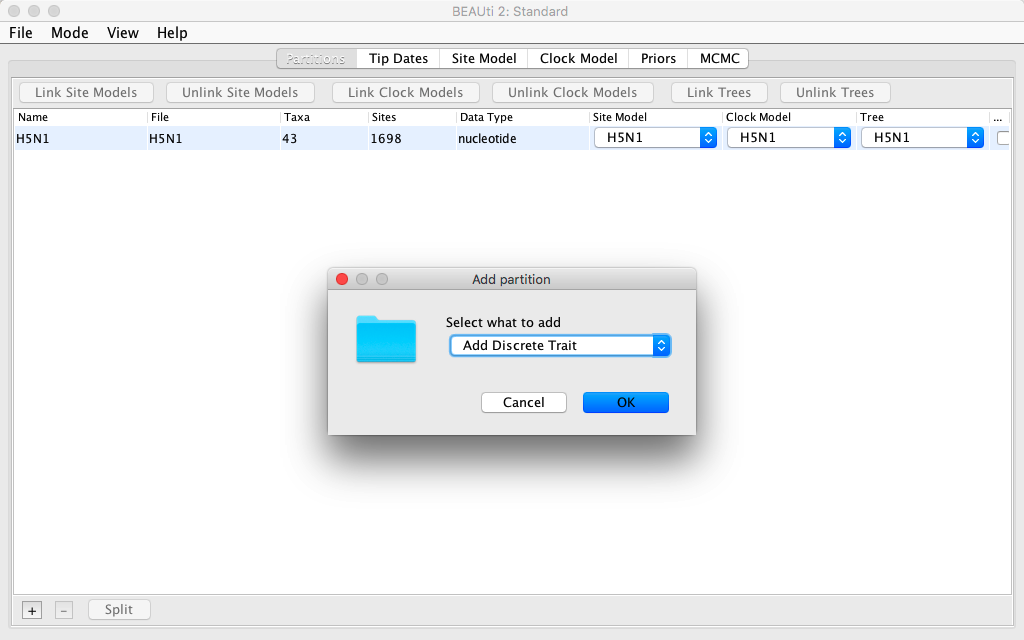 BEAUti 2: Standard
File Mode View Help
Partitions Tip Dates Site Model Clock Model Priors MCMC
Link Site Models Unlink Site Models Link Clock Models Unlink Clock Models Link Trees Unlink Trees
Name File Taxa Sites Data Type Site Model Clock Model Tree ...
H5N1 H5N1 43 1698 nucleotide H5N1 H5N1 H5N1
Add partition
Select what to add
Add Discrete Trait
Cancel OK
+ - Split